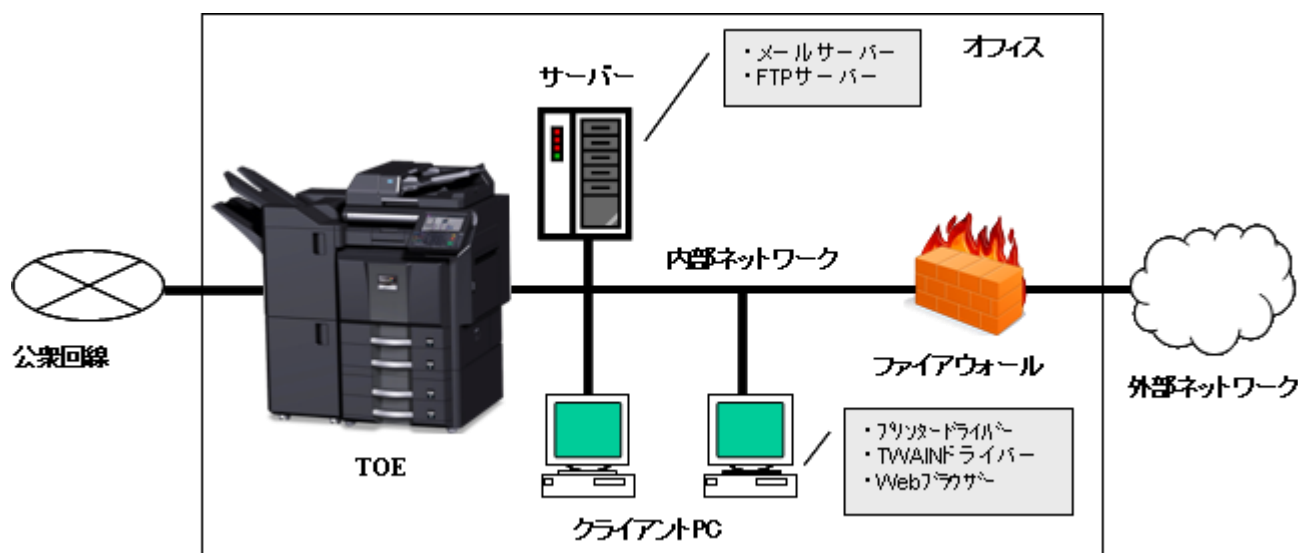 オフィス
・メールサーバー
・FTPサーバー
サーバー
内部ネットワーク
公衆回線
ファイアウォール
外部ネットワーク
TOE
・プリンタードライバー
・TWAINドライバー
・Webブラウザー
クライアントPC